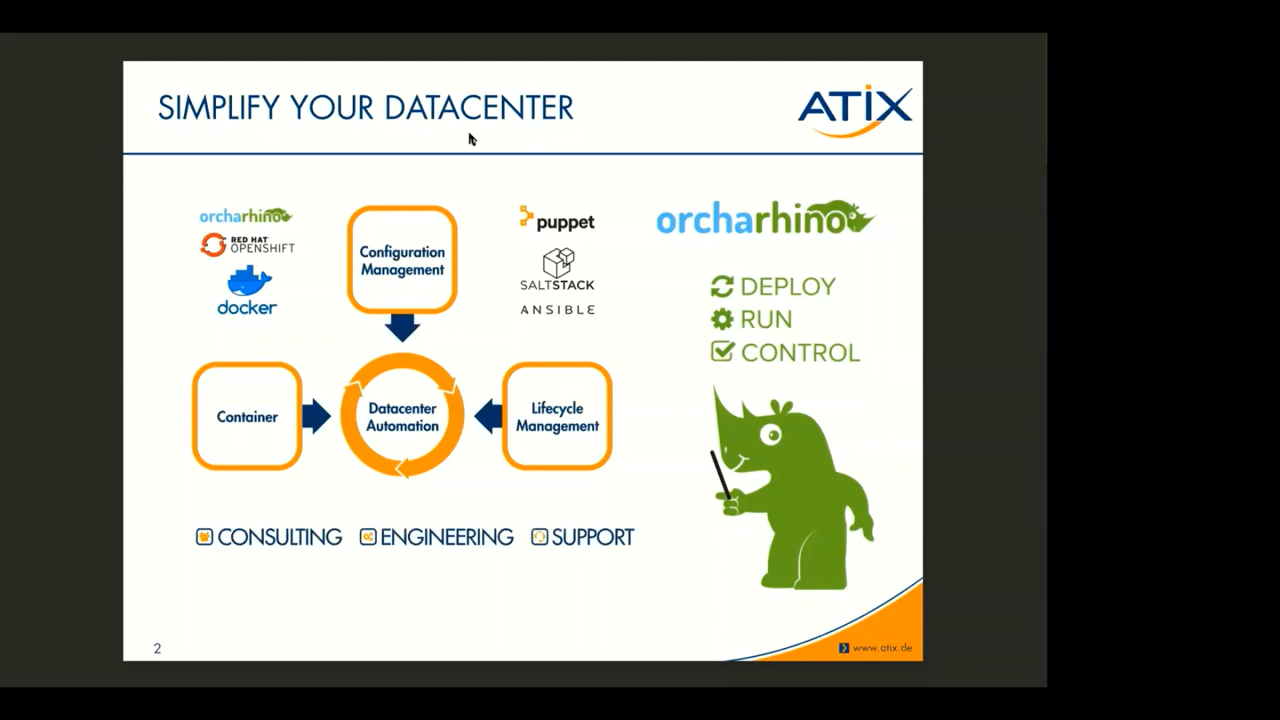 SIMPLIFY YOUR DATACENTER
ATIX
orcharhino
RED HAT
OPENSHIFT
docker
Configuration
Management
puppet
SALTSTACK
ANSIBLE
orcharhino
DEPLOY
RUN
CONTROL
Container
Datacenter
Automation
Lifecycle
Management
CONSULTING ENGINEERING SUPPORT
2
www.atix.de